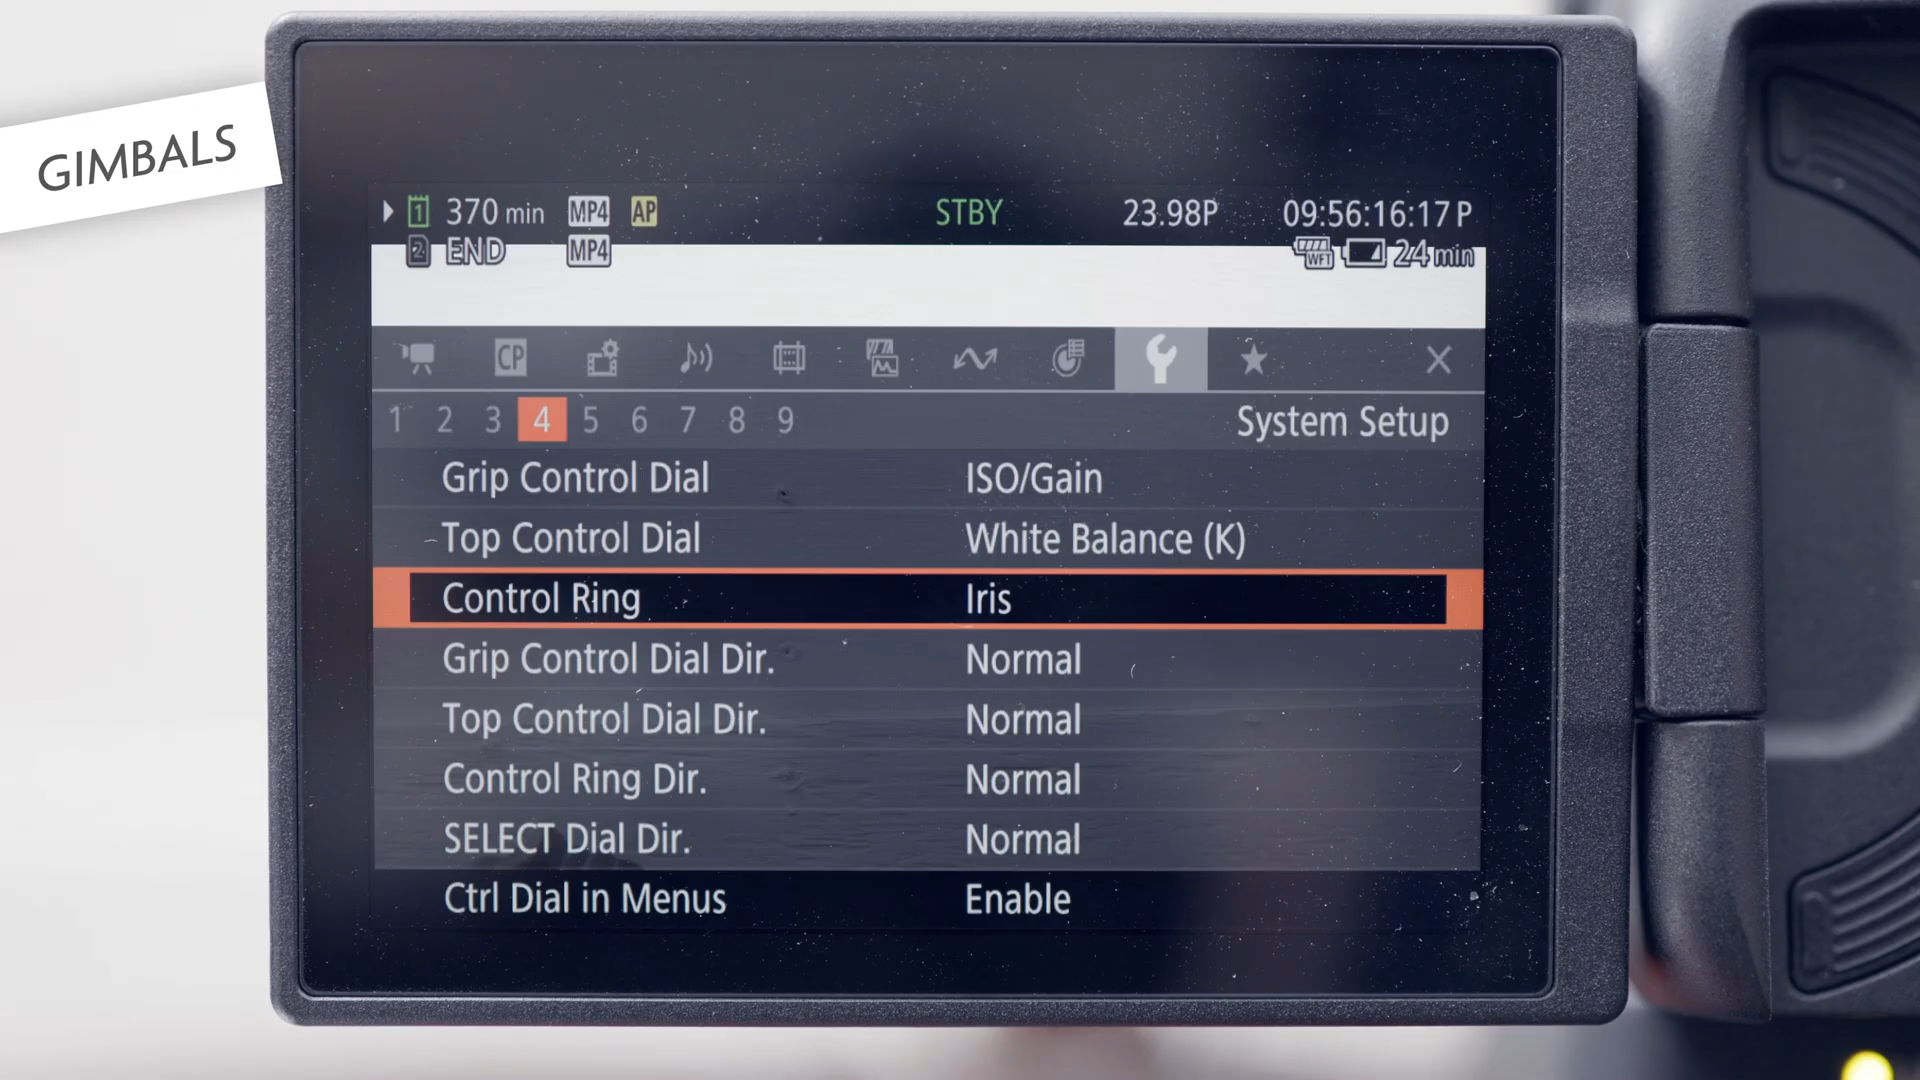 GIMBALS
1 370 min MP4 AP STBY 23.98P 09:56:16:17 P
2 END MP4 WFT 24 min
CP
1 2 3 4 5 6 7 8 9 System Setup
Grip Control Dial ISO/Gain
Top Control Dial White Balance (K)
Control Ring Iris
Grip Control Dial Dir. Normal
Top Control Dial Dir. Normal
Control Ring Dir. Normal
SELECT Dial Dir. Normal
Ctrl Dial in Menus Enable